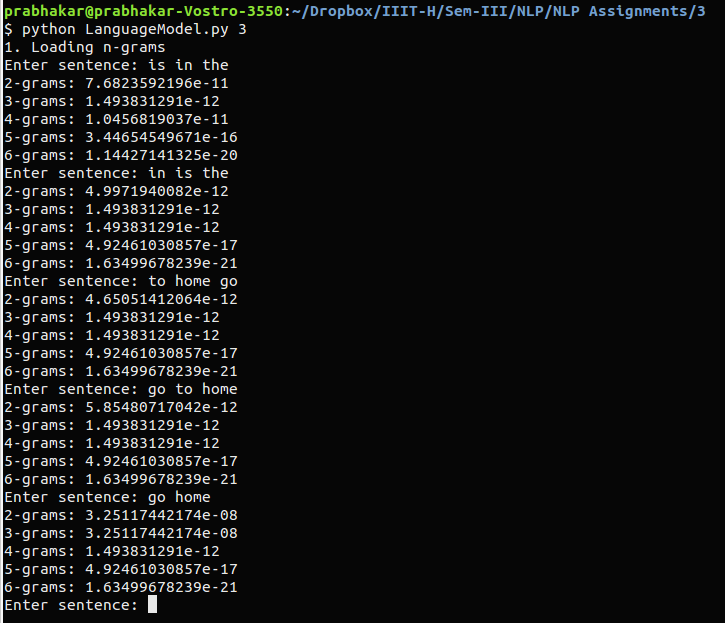 prabhakar@prabhakar-Vostro-3550:~/Dropbox/IIIT-H/Sem-III/NLP/NLP Assignments/3
$ python LanguageModel.py 3
1. Loading n-grams
Enter sentence: is in the
2-grams: 7.6823592196e-11
3-grams: 1.493831291e-12
4-grams: 1.0456819037e-11
5-grams: 3.44654549671e-16
6-grams: 1.14427141325e-20
Enter sentence: in is the
2-grams: 4.9971940082e-12
3-grams: 1.493831291e-12
4-grams: 1.493831291e-12
5-grams: 4.92461030857e-17
6-grams: 1.63499678239e-21
Enter sentence: to home go
2-grams: 4.65051412064e-12
3-grams: 1.493831291e-12
4-grams: 1.493831291e-12
5-grams: 4.92461030857e-17
6-grams: 1.63499678239e-21
Enter sentence: go to home
2-grams: 5.85480717042e-12
3-grams: 1.493831291e-12
4-grams: 1.493831291e-12
5-grams: 4.92461030857e-17
6-grams: 1.63499678239e-21
Enter sentence: go home
2-grams: 3.25117442174e-08
3-grams: 3.25117442174e-08
4-grams: 1.493831291e-12
5-grams: 4.92461030857e-17
6-grams: 1.63499678239e-21
Enter sentence: